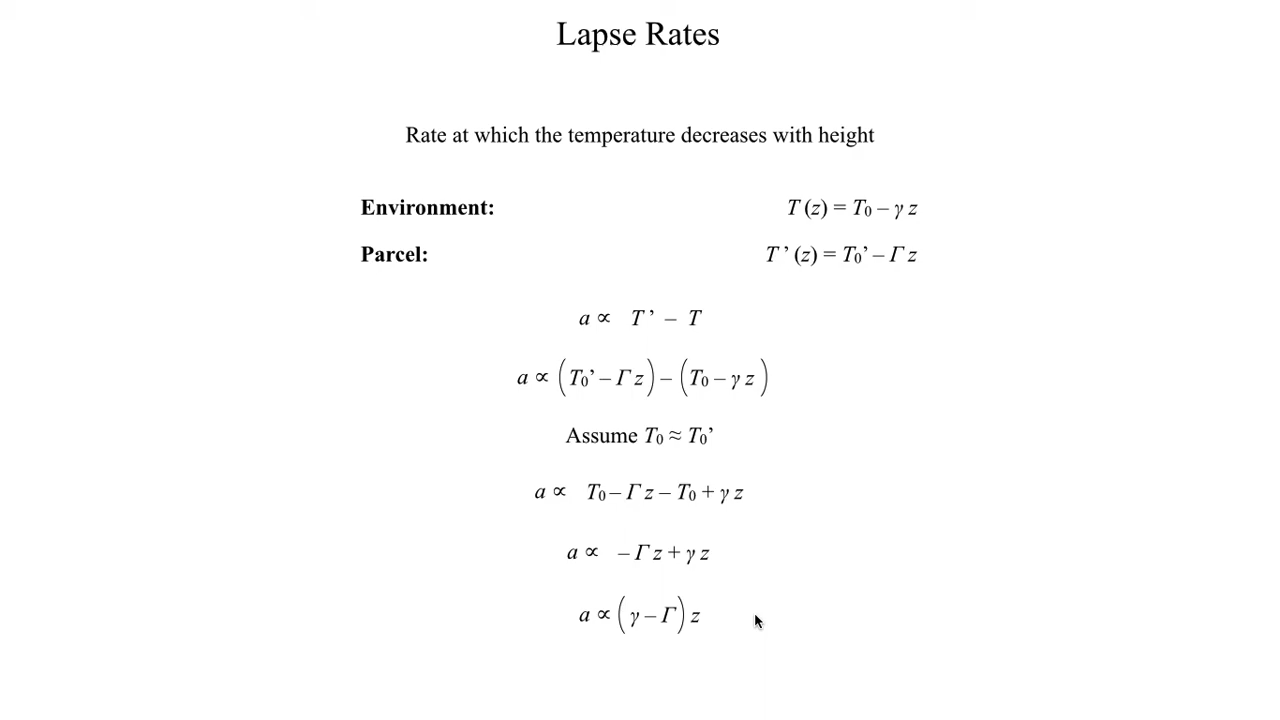 Lapse Rates
Rate at which the temperature decreases with height
Environment: T (z) = T₀ – γ z
Parcel: T ’ (z) = T₀’ – Γ z
a ∝ T ’ – T
a ∝ (T₀’ – Γ z) – (T₀ – γ z)
Assume T₀ ≈ T₀’
a ∝ T₀ – Γ z – T₀ + γ z
a ∝ – Γ z + γ z
a ∝ (γ – Γ) z